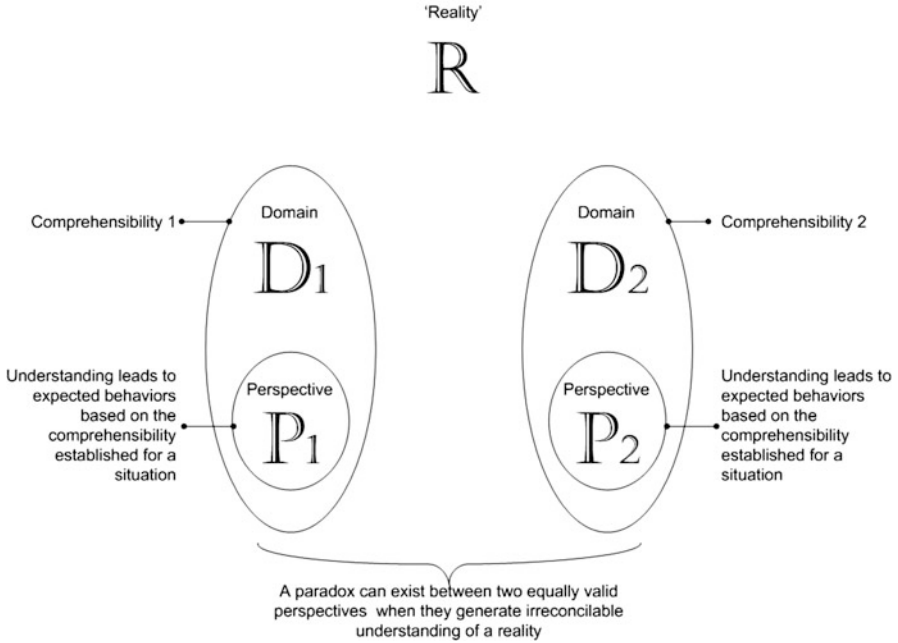 'Reality'
R
Domain
D1
Comprehensibility 1
Domain
D2
Comprehensibility 2
Understanding leads to
expected behaviors
based on the
comprehensibility
established for a
situation
Perspective
P1
Perspective
P2
Understanding leads to
expected behaviors
based on the
comprehensibility
established for a
situation
A paradox can exist between two equally valid
perspectives when they generate irreconcilable
understanding of a reality